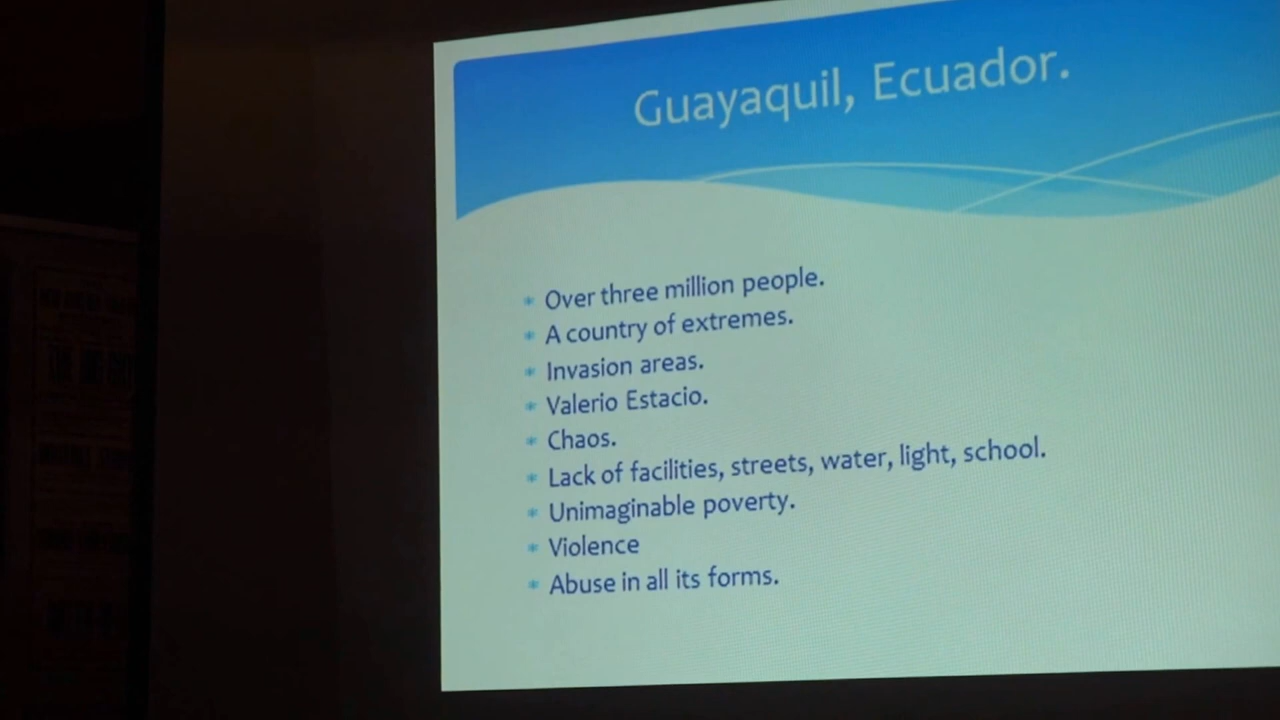 Guayaquil, Ecuador.
Over three million people.
A country of extremes.
Invasion areas.
Valerio Estacio.
Chaos.
Lack of facilities, streets, water, light, school.
Unimaginable poverty.
Violence
Abuse in all its forms.